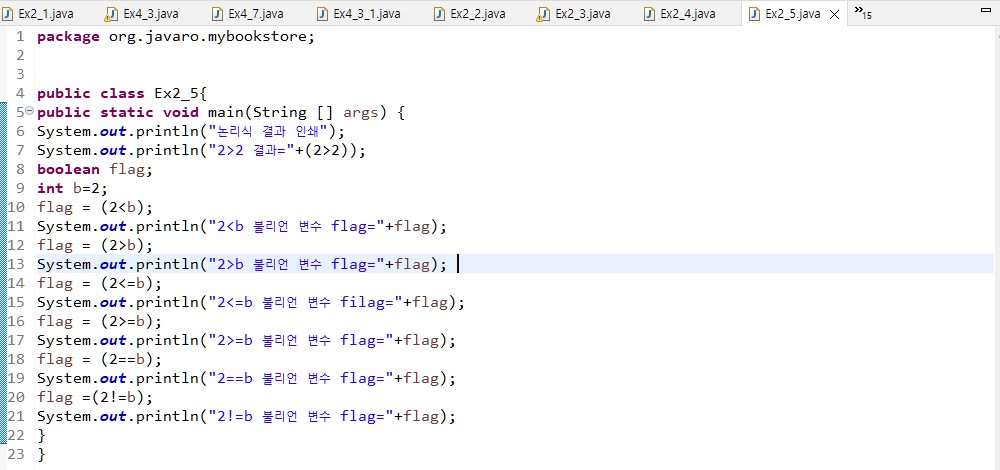 Ex2_1.java Ex4_3.java Ex4_7.java Ex4_3_1.java Ex2_2.java Ex2_3.java Ex2_4.java Ex2_5.java »15
1 package org.javaro.mybookstore;
2
3
4 public class Ex2_5{
5 public static void main(String [] args) {
6 System.out.println("논리식 결과 인쇄");
7 System.out.println("2>2 결과="+(2>2));
8 boolean flag;
9 int b=2;
10 flag = (2<b);
11 System.out.println("2<b 불리언 변수 flag="+flag);
12 flag = (2>b);
13 System.out.println("2>b 불리언 변수 flag="+flag);
14 flag = (2<=b);
15 System.out.println("2<=b 불리언 변수 filag="+flag);
16 flag = (2>=b);
17 System.out.println("2>=b 불리언 변수 flag="+flag);
18 flag = (2==b);
19 System.out.println("2==b 불리언 변수 flag="+flag);
20 flag =(2!=b);
21 System.out.println("2!=b 불리언 변수 flag="+flag);
22 }
23 }